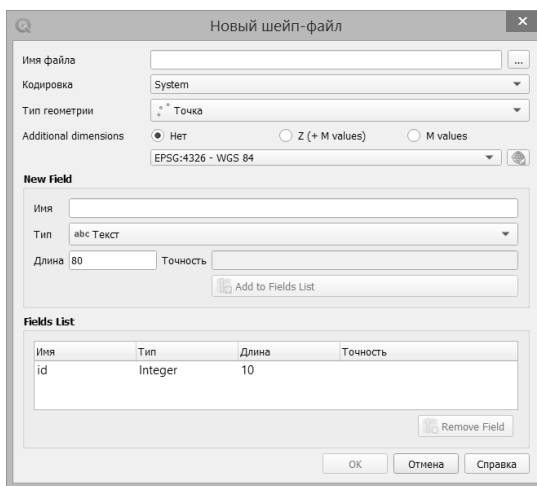 Новый шейп-файл
Имя файла ...
Кодировка System
Тип геометрии Точка
Additional dimensions Нет Z (+ M values) M values
EPSG:4326 - WGS 84
New Field
Имя
Тип abc Текст
Длина 80 Точность
Add to Fields List
Fields List
Имя Тип Длина Точность
id Integer 10
Remove Field
OK Отмена Справка